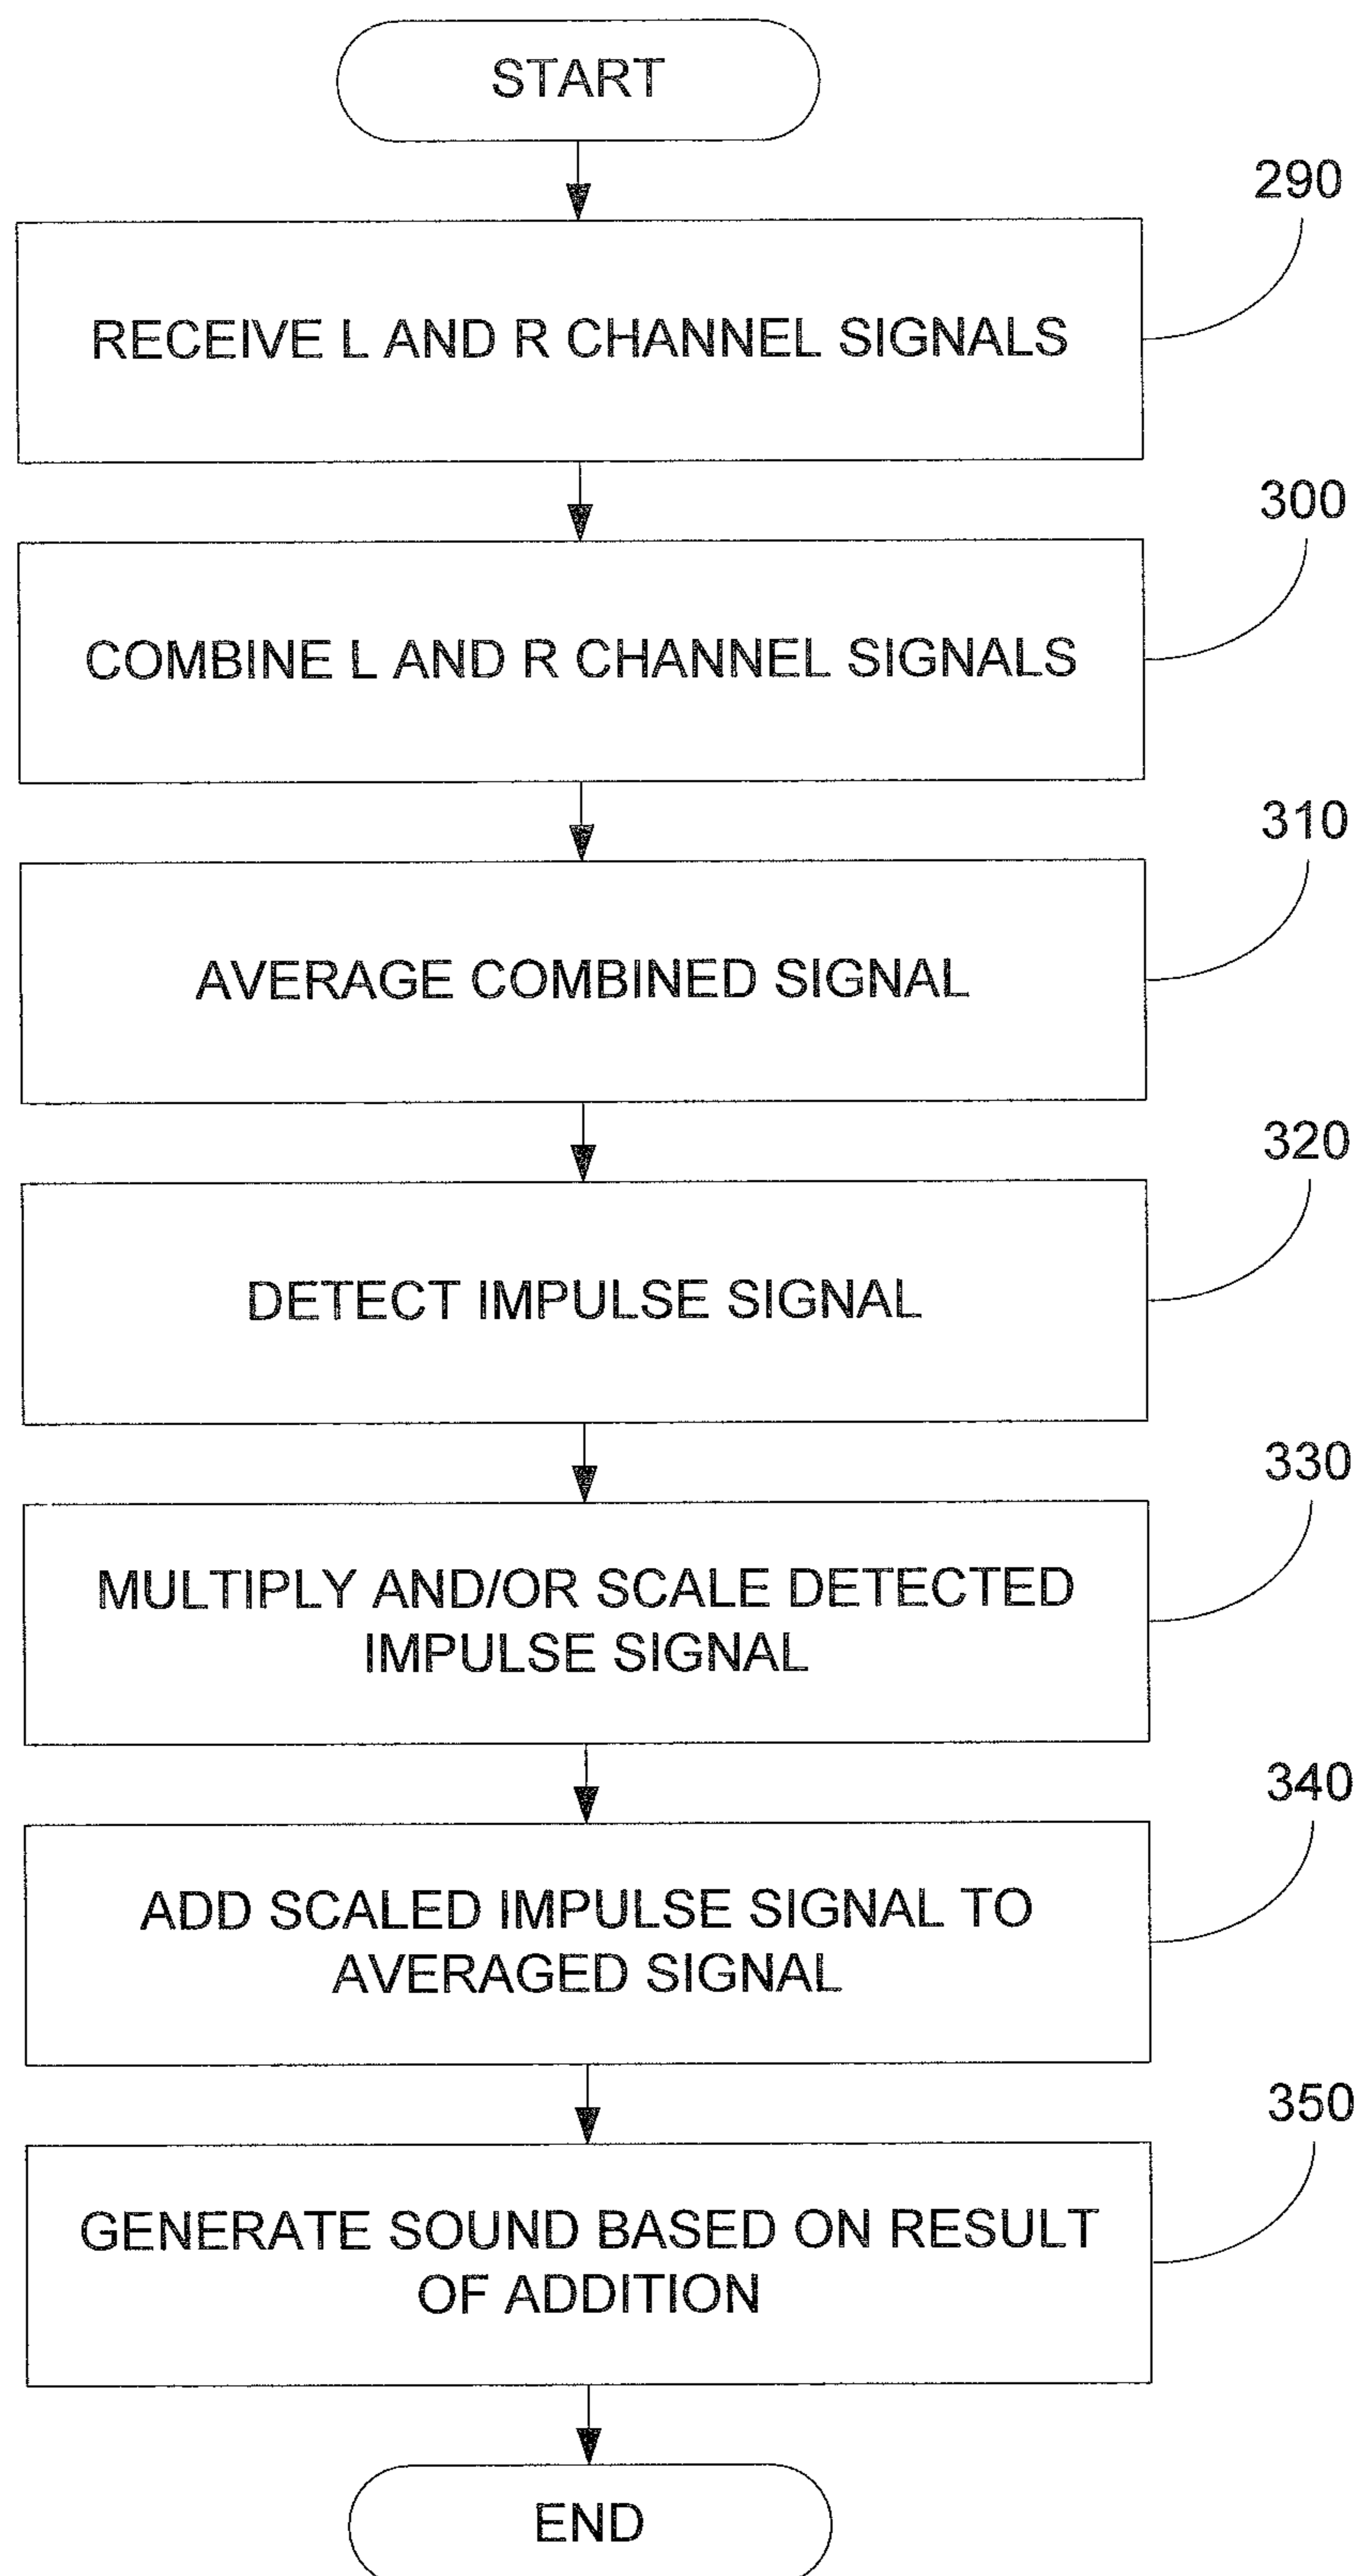 START
290
RECEIVE L AND R CHANNEL SIGNALS
300
COMBINE L AND R CHANNEL SIGNALS
310
AVERAGE COMBINED SIGNAL
320
DETECT IMPULSE SIGNAL
330
MULTIPLY AND/OR SCALE DETECTED
IMPULSE SIGNAL
340
ADD SCALED IMPULSE SIGNAL TO
AVERAGED SIGNAL
350
GENERATE SOUND BASED ON RESULT
OF ADDITION
END